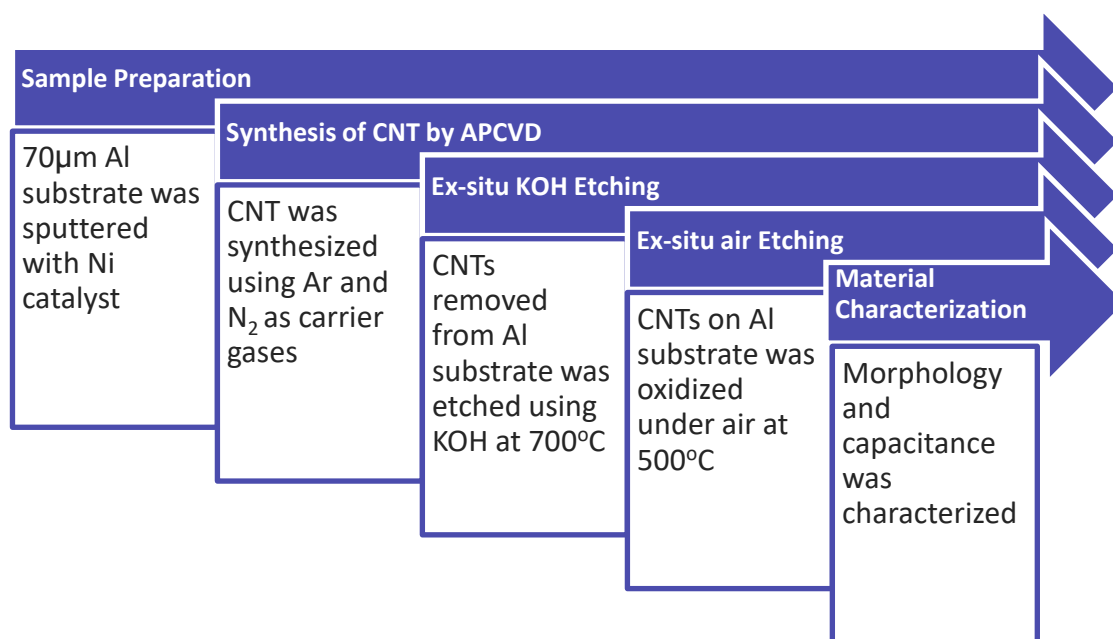 Sample Preparation
70µm Al
substrate was
sputtered
with Ni
catalyst
Synthesis of CNT by APCVD
CNT was
synthesized
using Ar and
N₂ as carrier
gases
Ex-situ KOH Etching
CNTs
removed
from Al
substrate was
etched using
KOH at 700°C
Ex-situ air Etching
CNTs on Al
substrate was
oxidized
under air at
500°C
Material
Characterization
Morphology
and
capacitance
was
characterized